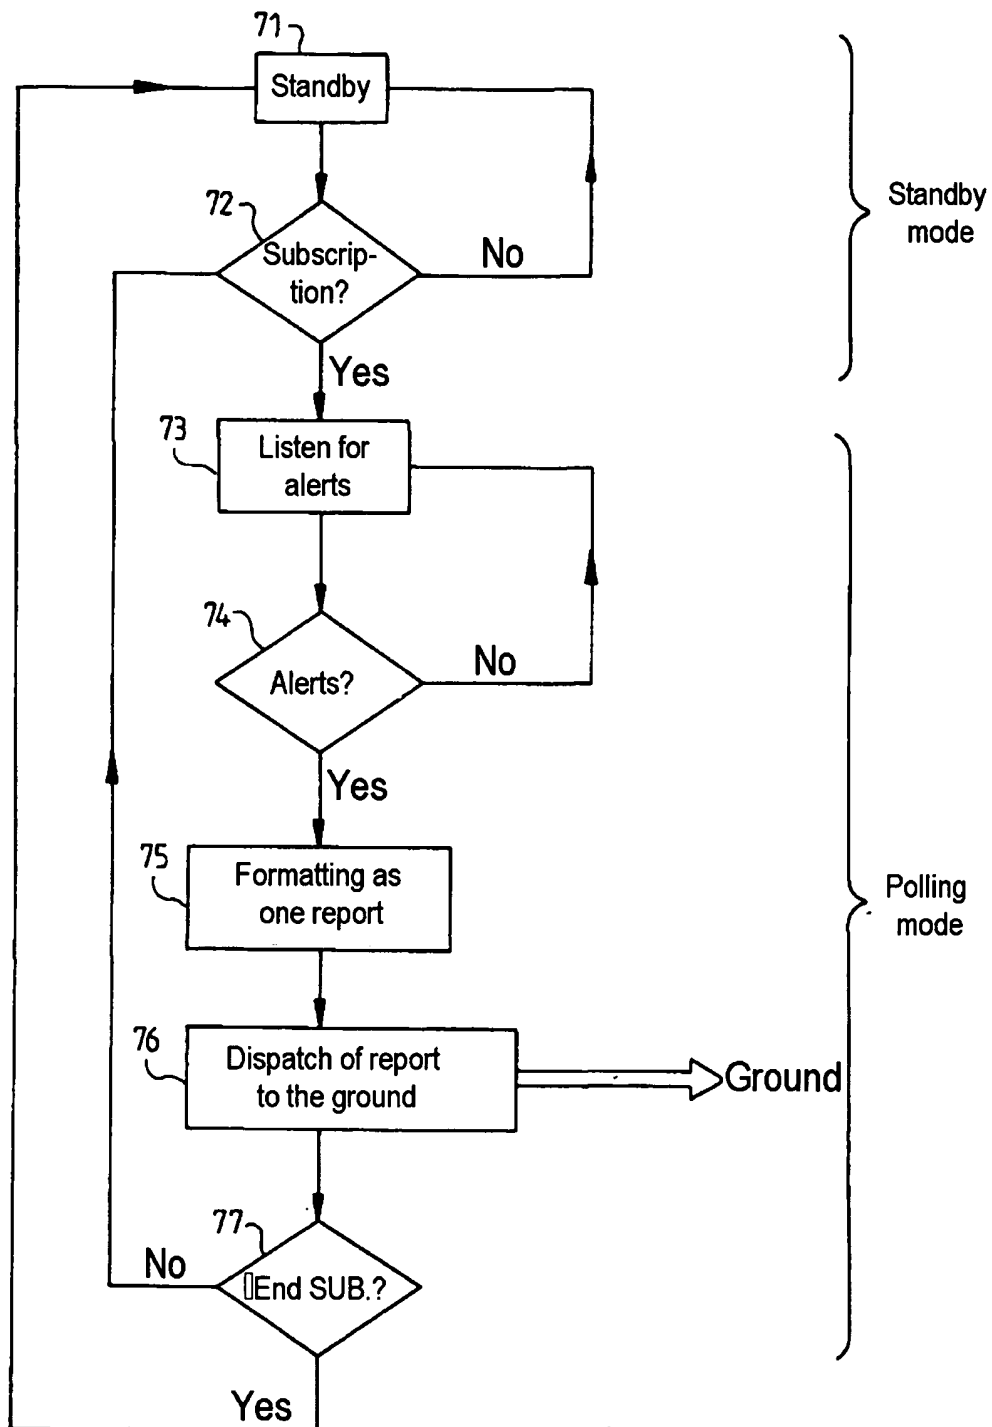 71
Standby
72
Subscrip-
tion?
No
Yes
Standby
mode
73
Listen for
alerts
74
Alerts?
No
Yes
75
Formatting as
one report
Polling
mode
76
Dispatch of report
to the ground
Ground
77
End SUB.?
No
Yes